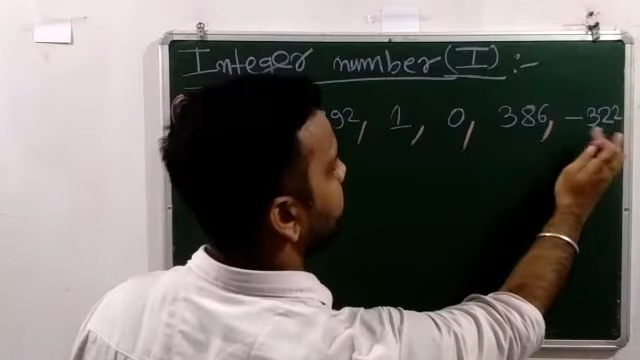 Integer number (I) :-
92, 1, 0, 386, -322